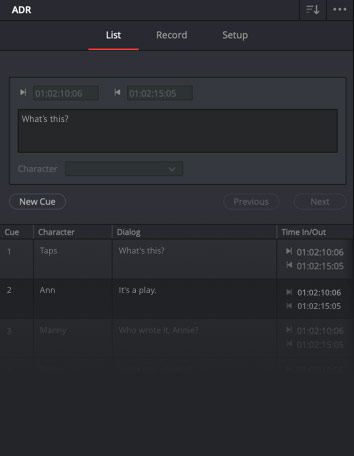 ADR
List Record Setup
01:02:10:06 01:02:15:05
What's this?
Character
New Cue Previous Next
Cue Character Dialog Time In/Out
1 Taps What's this? 01:02:10:06
01:02:15:05
2 Ann It's a play. 01:02:10:06
01:02:15:05
3 Manny Who wrote it, Annie? 01:02:10:06
01:02:15:05